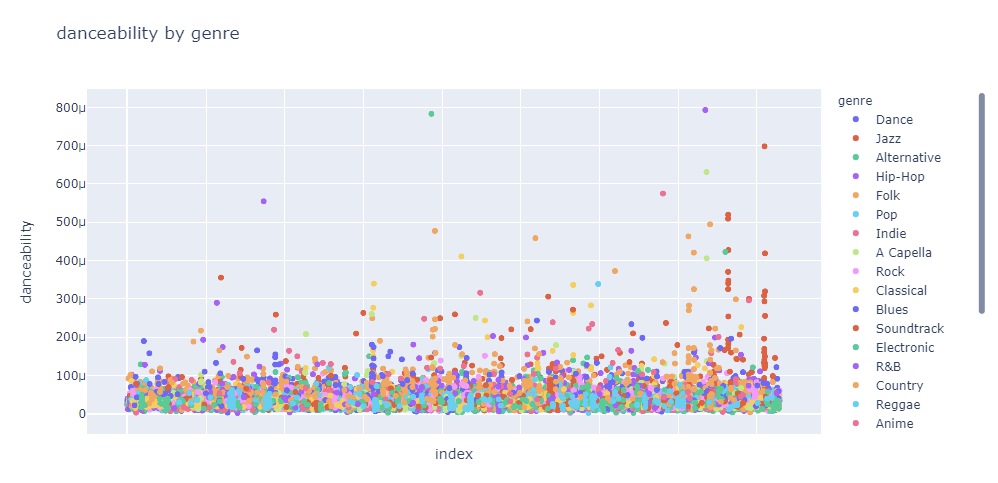 danceability by genre
800μ
700μ
600μ
500μ
400μ
300μ
200μ
100μ
0
danceability
index
genre
Dance
Jazz
Alternative
Hip-Hop
Folk
Pop
Indie
A Capella
Rock
Classical
Blues
Soundtrack
Electronic
R&B
Country
Reggae
Anime